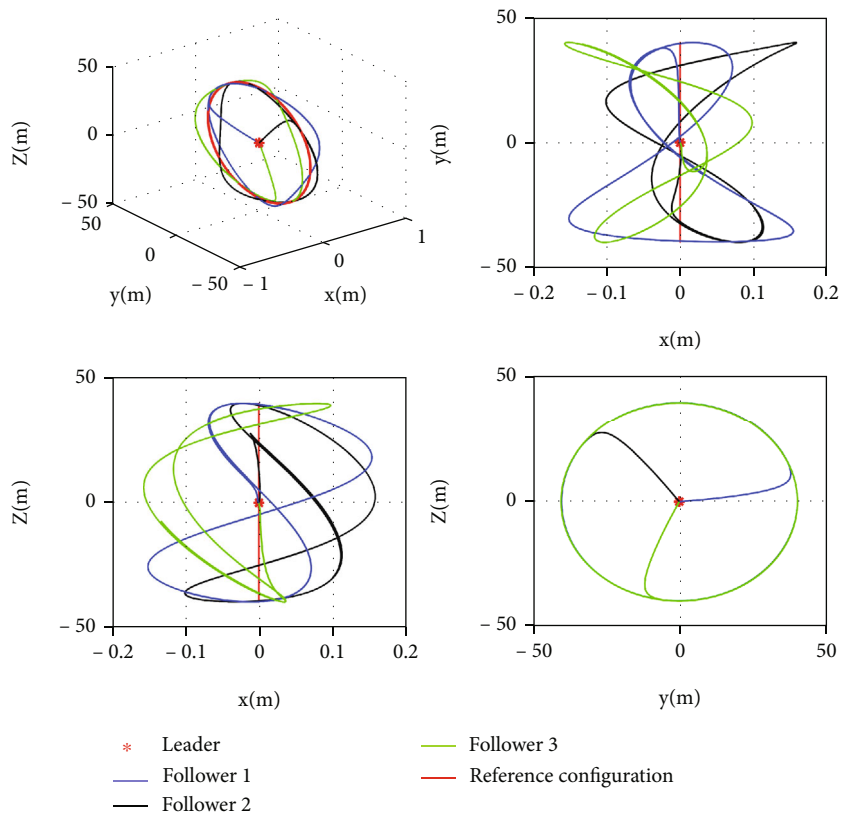 50
0
– 50
Z(m)
50
0
– 50
y(m)
– 1
0
1
x(m)
50
0
– 50
y(m)
– 0.2
– 0.1
0
0.1
0.2
x(m)
50
0
– 50
Z(m)
– 0.2
– 0.1
0
0.1
0.2
x(m)
50
0
– 50
Z(m)
– 50
0
50
y(m)
* Leader
Follower 1
Follower 2
Follower 3
Reference configuration